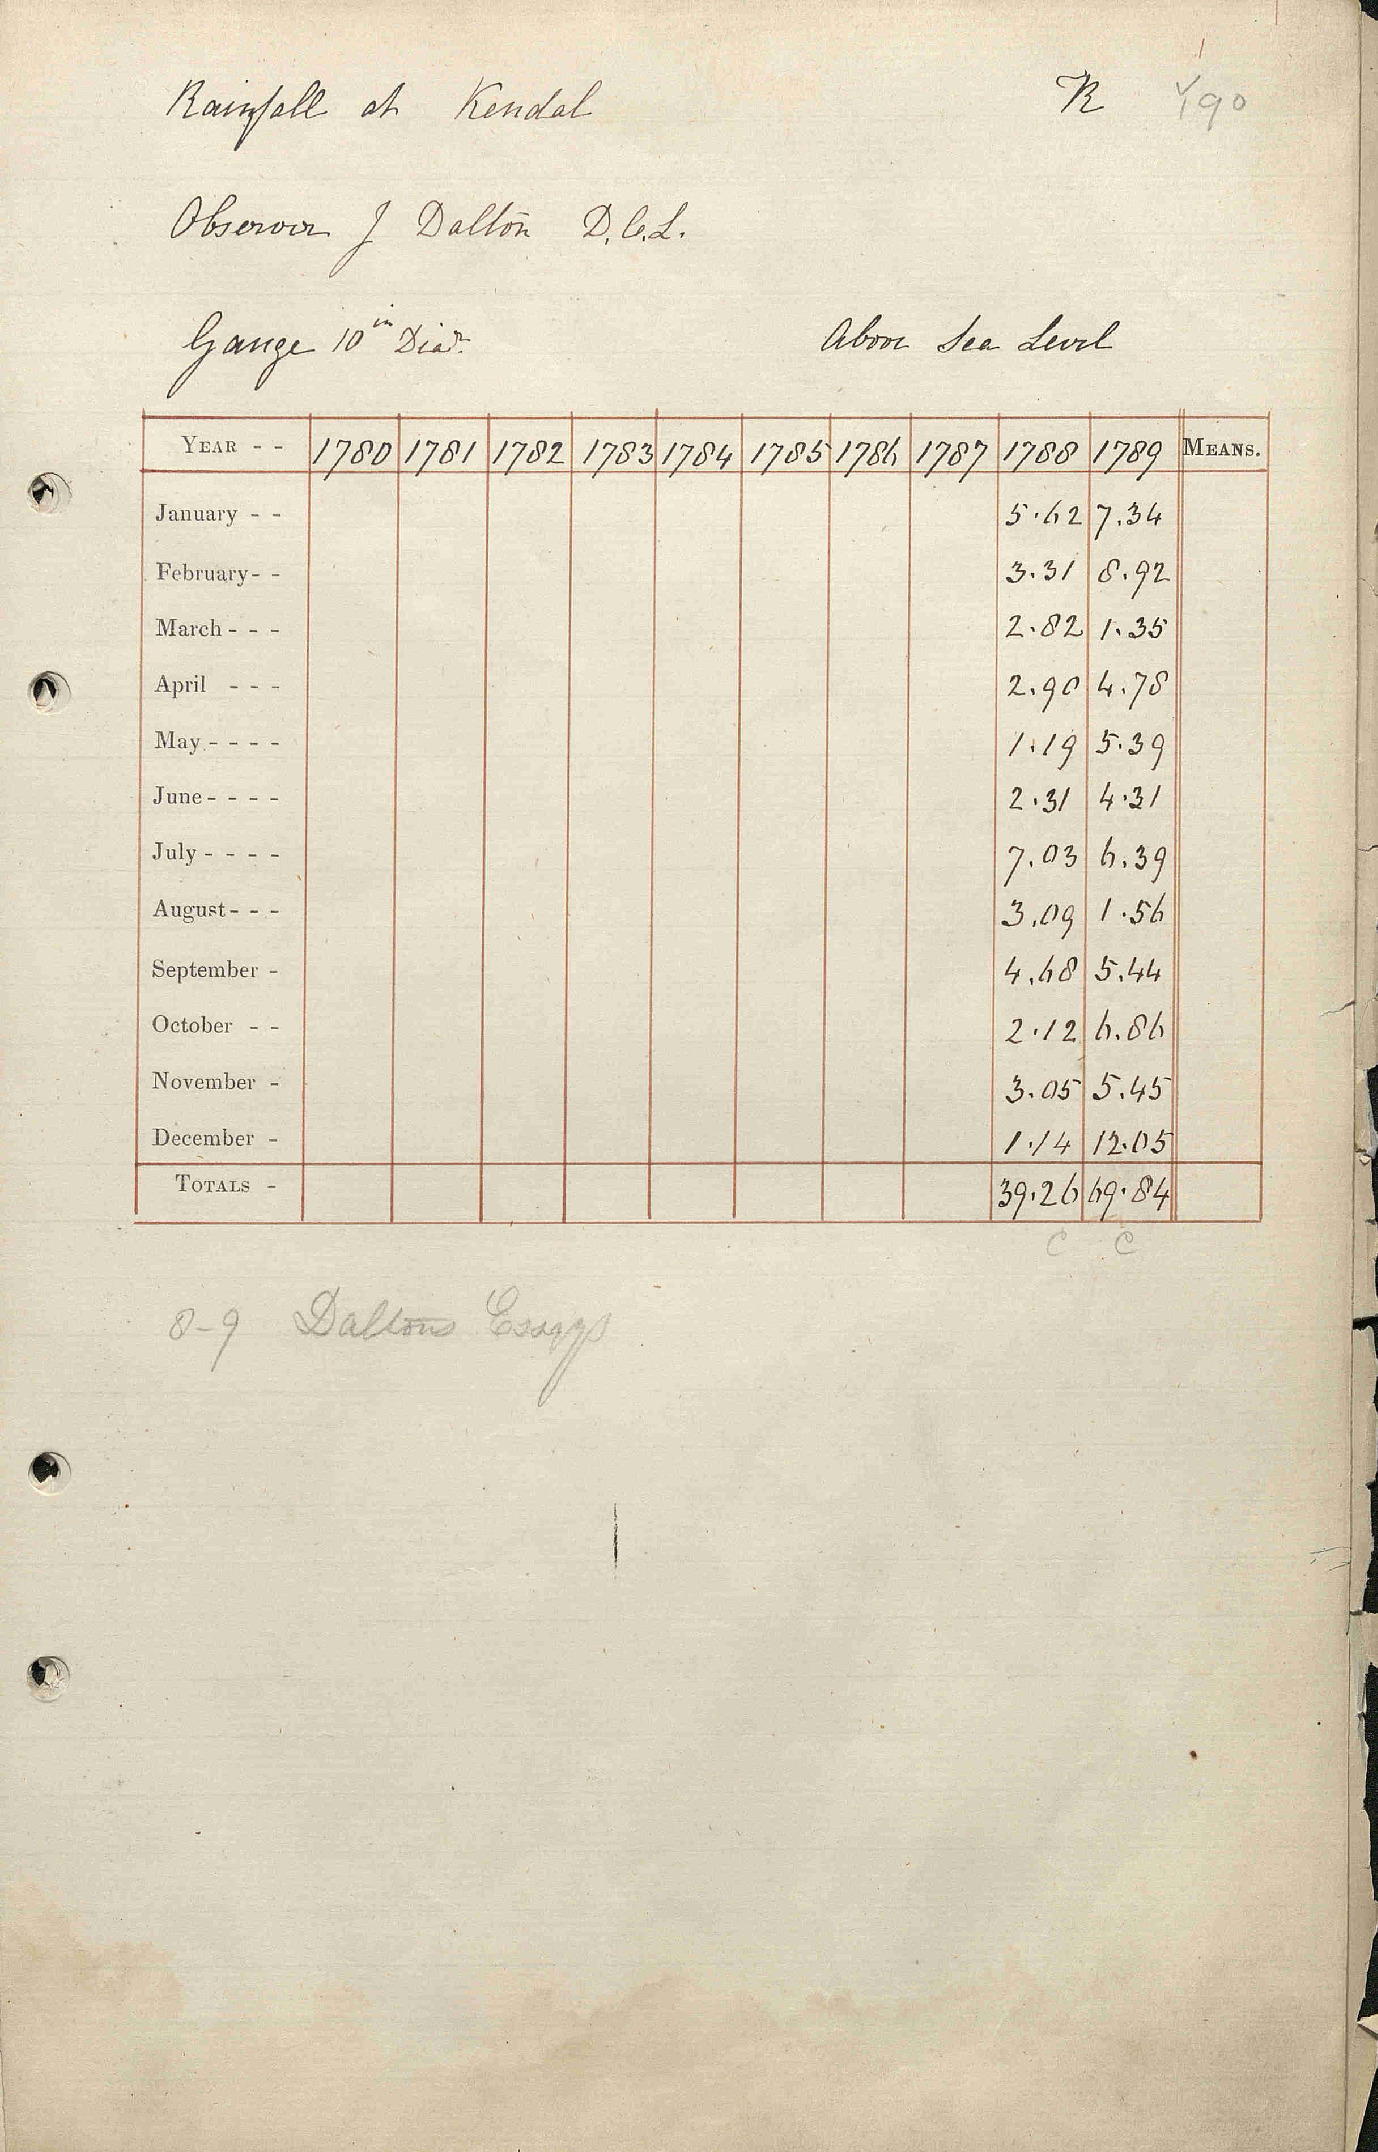 Rainfall at Kendal R 190
Observer J Dalton D.C.L.
Gauge 10in Diar. Above Sea Level
YEAR - - 1780 1781 1782 1783 1784 1785 1786 1787 1788 1789 MEANS.
January - - 5.62 7.34
February - - 3.31 8.92
March - - - 2.82 1.35
April - - - 2.90 4.78
May - - - - 1.19 5.39
June - - - - 2.31 4.31
July - - - - 7.03 6.39
August - - - 3.09 1.56
September - 4.68 5.44
October - - 2.12 6.86
November - 3.05 5.45
December - 1.14 12.05
TOTALS - 39.26 69.84
C C
8-9 Daltons Essays